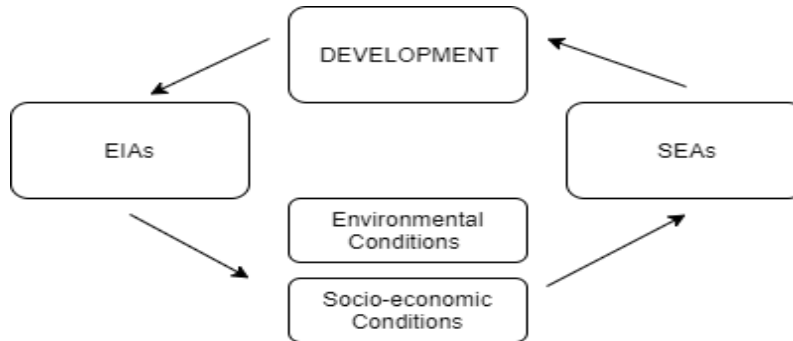 DEVELOPMENT
EIAs
SEAs
Environmental
Conditions
Socio-economic
Conditions